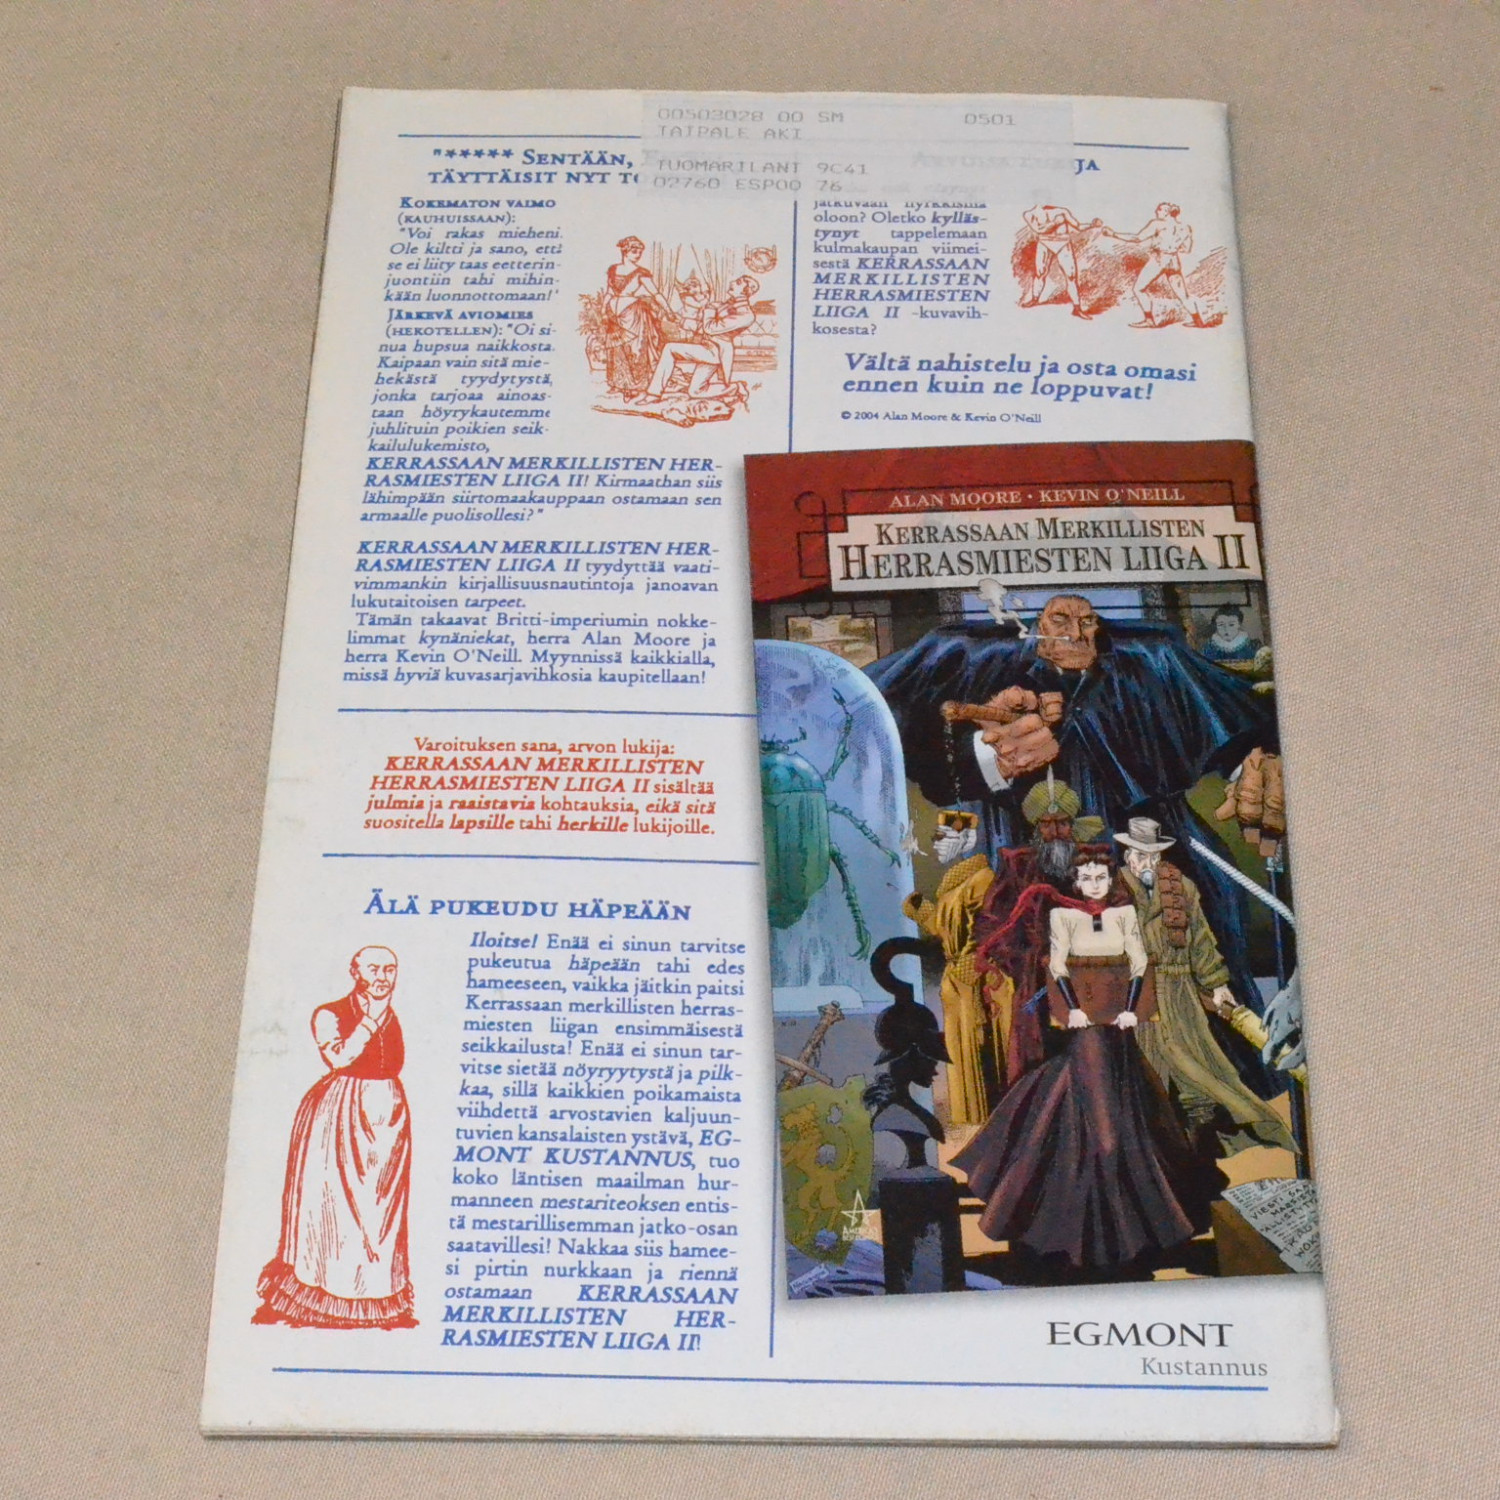 00503028 00 SM D501
TAIPALE AKI
TUOMARILANT 9C41
02760 ESPOO 76
"***** SENTÄÄN,
TÄYTTÄISIT NYT
KOKEMATON VAIMO
(KAUHUISSAAN):
"Voi rakas mieheni.
Ole kiltti ja sano, että
se ei liity taas eetterin-
juontiin tahi mihin-
kään luonnottomaan!"
JÄRKEVÄ AVIOMIES
(HEKOTELLEN): "Oi si-
nua hupsua naikkosta.
Kaipaan vain sitä mie-
hekästä tyydytystä,
jonka tarjoaa ainoas-
taan höyrykautemme
juhlituin poikien seik-
kailulukemisto,
KERRASSAAN MERKILLISTEN HER-
RASMIESTEN LIIGA II! Kirmaathan siis
lähimpään siirtomaakauppaan ostamaan sen
armaalle puolisollesi?"
KERRASSAAN MERKILLISTEN HER-
RASMIESTEN LIIGA II tyydyttää vaati-
vimmankin kirjallisuusnautintoja janoavan
lukutaitoisen tarpeet.
Tämän takaavat Britti-imperiumin nokke-
limmat kynäniekat, herra Alan Moore ja
herra Kevin O'Neill. Myynnissä kaikkialla,
missä hyviä kuvasarjavihkosia kaupitellaan!
Varoituksen sana, arvon lukija:
KERRASSAAN MERKILLISTEN
HERRASMIESTEN LIIGA II sisältää
julmia ja raaistavia kohtauksia, eikä sitä
suositella lapsille tahi herkille lukijoille.
ÄLÄ PUKEUDU HÄPEÄÄN
Iloitse! Enää ei sinun tarvitse
pukeutua häpeään tahi edes
hameeseen, vaikka jäitkin paitsi
Kerrassaan merkillisten herras-
miesten liigan ensimmäisestä
seikkailusta! Enää ei sinun tar-
vitse sietää nöyryytystä ja pilk-
kaa, sillä kaikkien poikamaista
viihdettä arvostavien kaljuun-
tuvien kansalaisten ystävä, EG-
MONT KUSTANNUS, tuo
koko läntisen maailman hur-
manneen mestariteoksen entis-
tä mestarillisemman jatko-osan
saatavillesi! Nakkaa siis hamee-
si pirtin nurkkaan ja riennä
ostamaan KERRASSAAN
MERKILLISTEN HER-
RASMIESTEN LIIGA II!
jatkuvaan nyrkkisillä
oloon? Oletko kylläs-
tynyt tappelemaan
kulmakaupan viimei-
sestä KERRASSAAN
MERKILLISTEN
HERRASMIESTEN
LIIGA II -kuvavih-
kosesta?
Vältä nahistelu ja osta omasi
ennen kuin ne loppuvat!
© 2004 Alan Moore & Kevin O'Neill
ALAN MOORE · KEVIN O'NEILL
KERRASSAAN MERKILLISTEN
HERRASMIESTEN LIIGA II
EGMONT
Kustannus